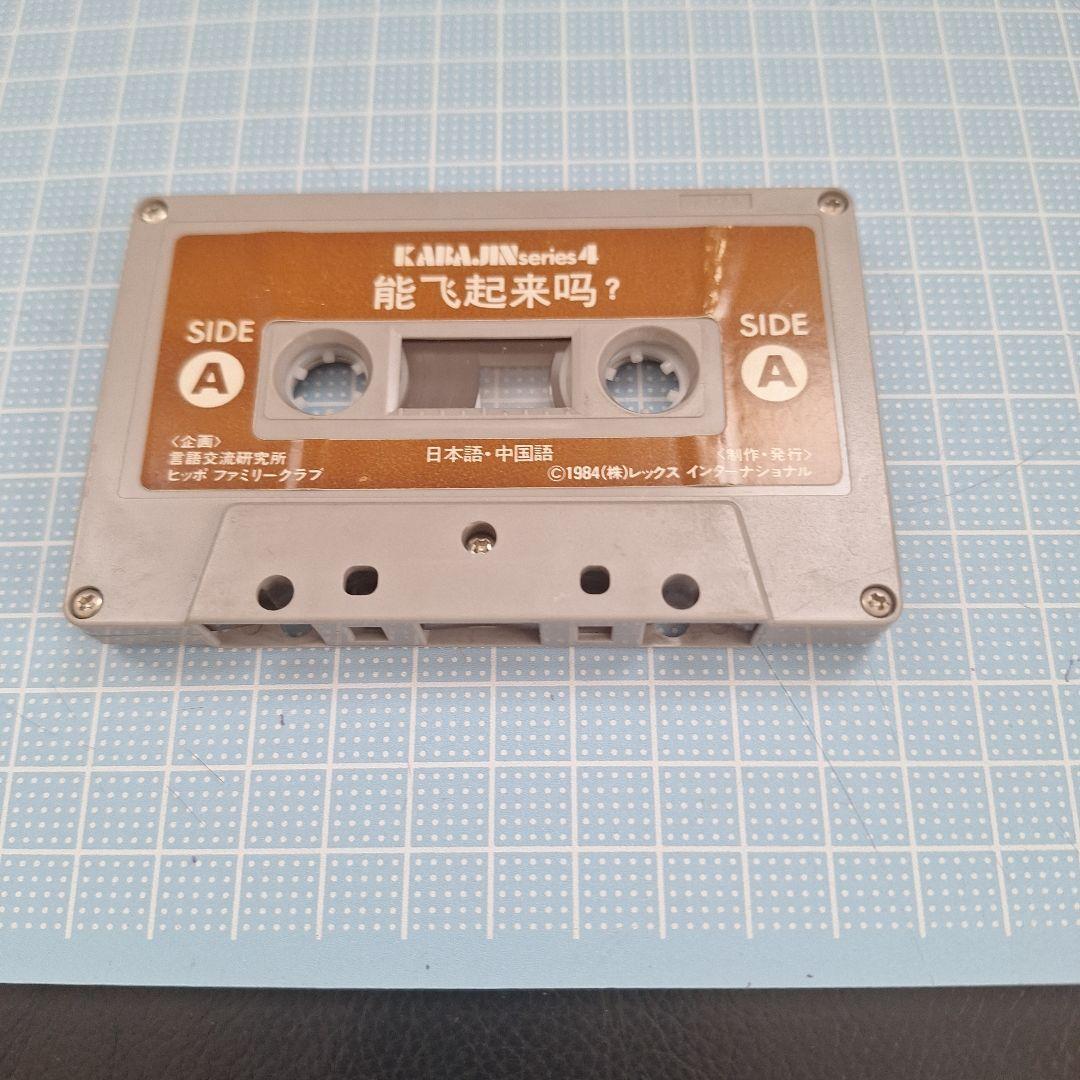 KABAJIN series 4
能飞起来吗?
SIDE A
SIDE A
〈企画〉
言語交流研究所
ヒッポ ファミリークラブ
日本語・中国語
〈制作・発行〉
©1984(株)レックス インターナショナル